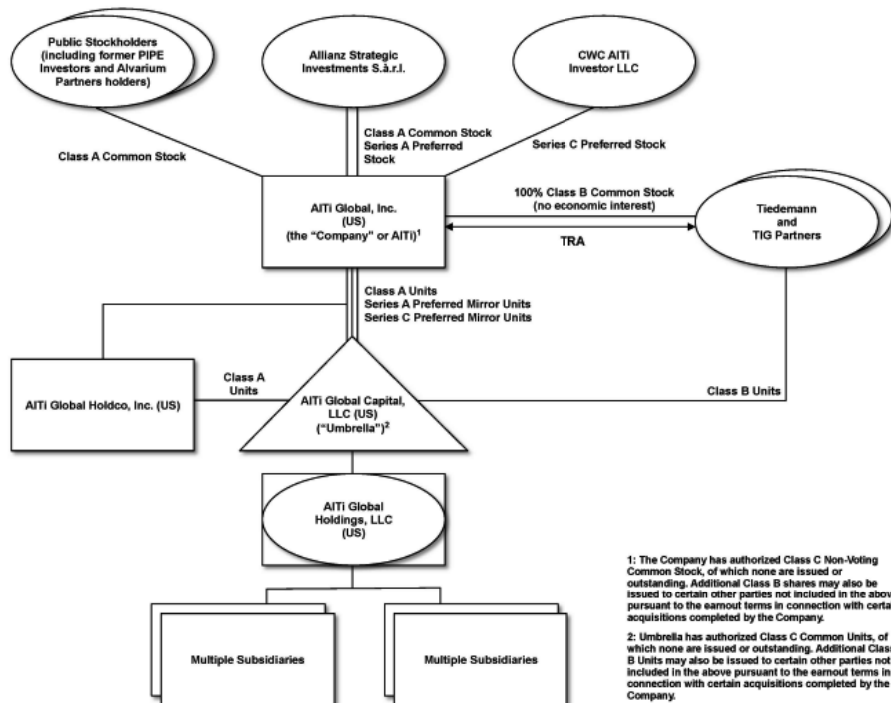 Public Stockholders
(including former PIPE
Investors and Alvarium
Partners holders)
Allianz Strategic
Investments S.à.r.l.
CWC AlTi
Investor LLC
Class A Common Stock
Class A Common Stock
Series A Preferred
Stock
Series C Preferred Stock
AlTi Global, Inc.
(US)
(the “Company” or AlTi)1
100% Class B Common Stock
(no economic interest)
TRA
Tiedemann
and
TIG Partners
Class A Units
Series A Preferred Mirror Units
Series C Preferred Mirror Units
AlTi Global Holdco, Inc. (US)
Class A
Units
AlTi Global Capital,
LLC (US)
(“Umbrella”)2
Class B Units
AlTi Global
Holdings, LLC
(US)
Multiple Subsidiaries
Multiple Subsidiaries
1: The Company has authorized Class C Non-Voting
Common Stock, of which none are issued or
outstanding. Additional Class B shares may also be
issued to certain other parties not included in the
pursuant to the earnout terms in connection with
acquisitions completed by the Company.
2: Umbrella has authorized Class C Common Units, of
which none are issued or outstanding. Additional
B Units may also be issued to certain other parties not
included in the above pursuant to the earnout terms in
connection with certain acquisitions completed by the
Company.